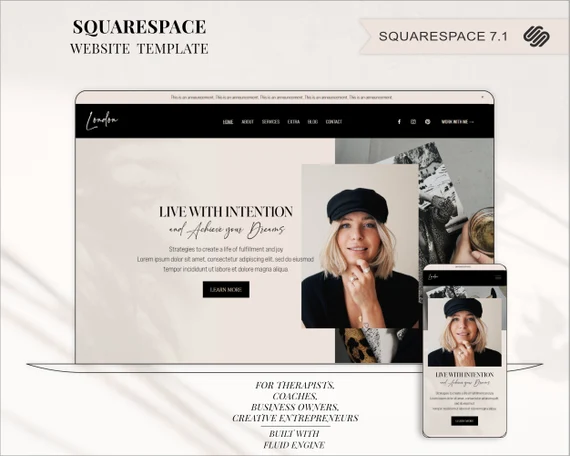 SQUARESPACE
WEBSITE TEMPLATE
SQUARESPACE 7.1
This is an announcement. This is an announcement. This is an announcement. This is an announcement. This is an announcement.
London
HOME ABOUT SERVICES EXTRA BLOG CONTACT
WORK WITH ME
LIVE WITH INTENTION
and Achieve your Dreams
Strategies to create a life of fulfillment and joy.
Lorem ipsum dolor sit amet, consectetur adipiscing elit, sed do eiusmod
tempor incididunt ut labore et dolore magna aliqua.
LEARN MORE
London
LIVE WITH INTENTION
and Achieve your Dreams
LEARN MORE
FOR THERAPISTS,
COACHES,
BUSINESS OWNERS,
CREATIVE ENTREPRENEURS
BUILT WITH
FLUID ENGINE